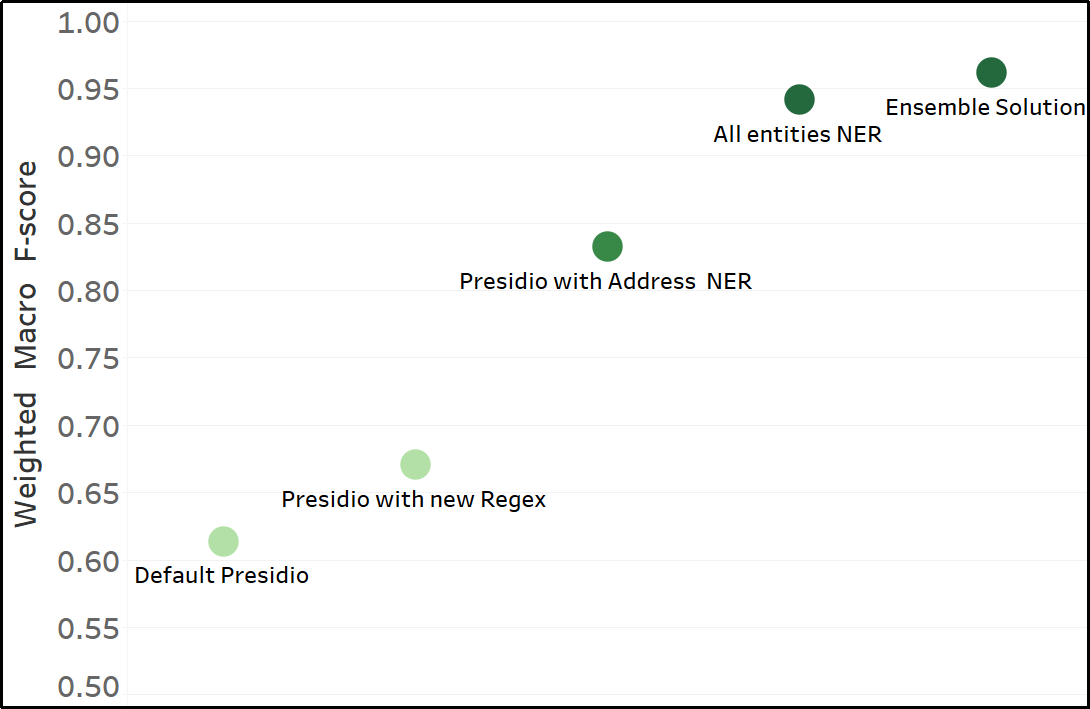 Weighted Macro F-score
1.00
0.95
0.90
0.85
0.80
0.75
0.70
0.65
0.60
0.55
0.50
Ensemble Solution
All entities NER
Presidio with Address NER
Presidio with new Regex
Default Presidio